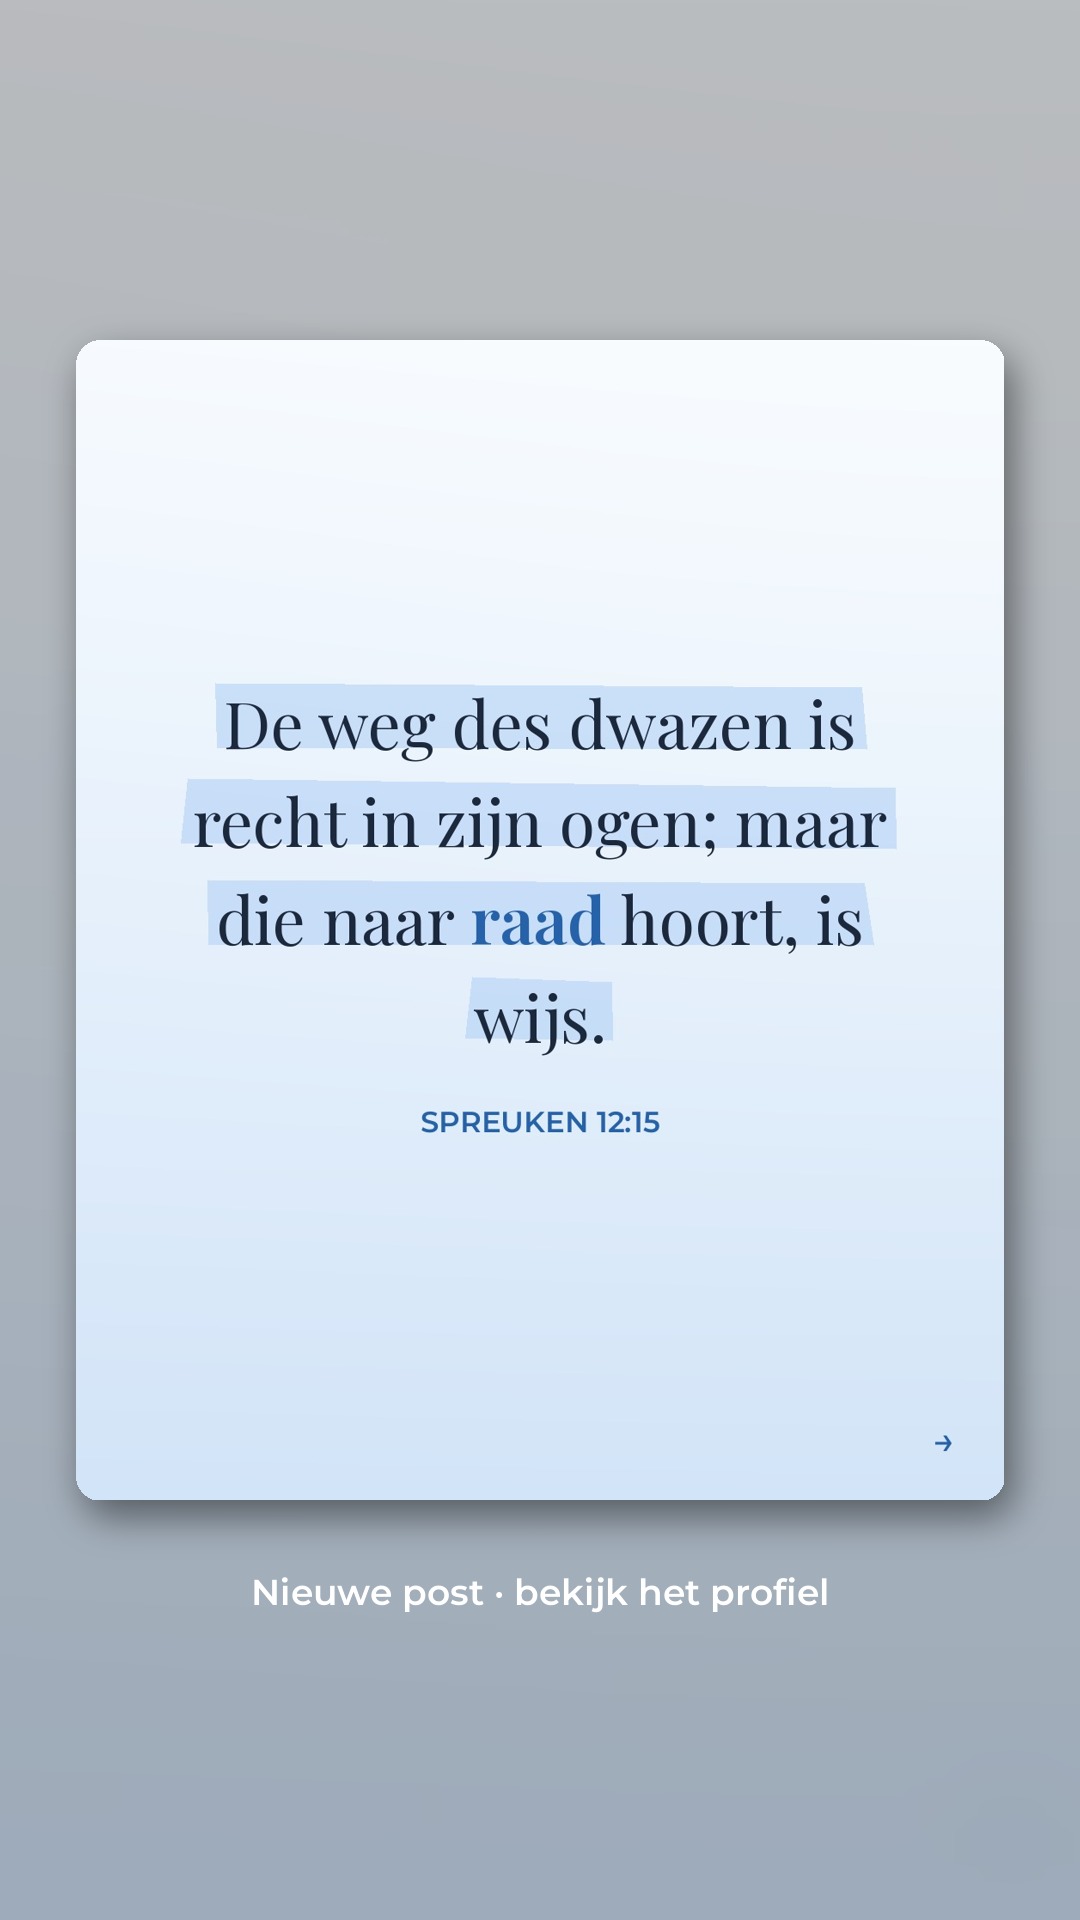 De weg des dwazen is
recht in zijn ogen; maar
die naar raad hoort, is
wijs.
SPREUKEN 12:15
→
Nieuwe post · bekijk het profiel